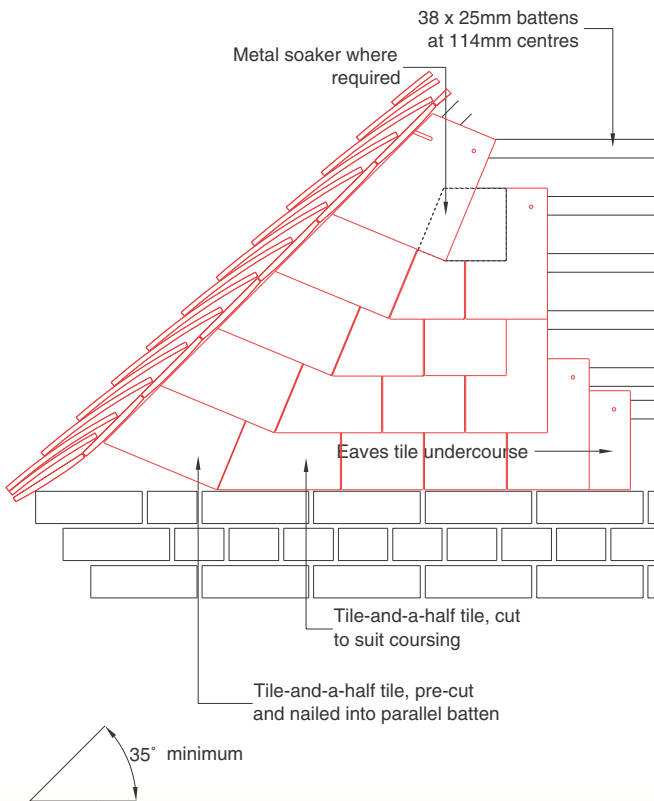 38 x 25mm battens
at 114mm centres
Metal soaker where
required
Eaves tile undercourse
Tile-and-a-half tile, cut
to suit coursing
Tile-and-a-half tile, pre-cut
and nailed into parallel batten
35° minimum